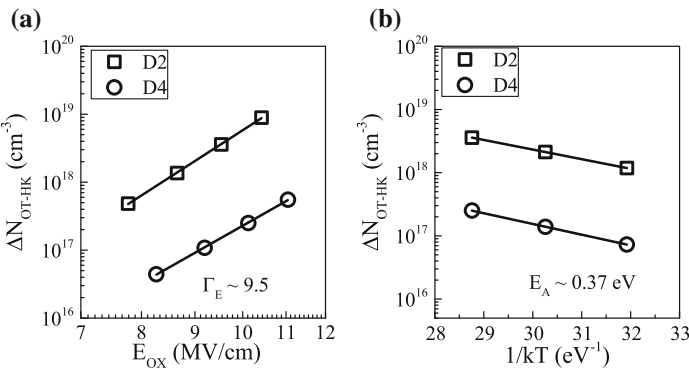 (a)
10^20
10^19
10^18
10^17
10^16
ΔN_OT-HK (cm^-3)
D2
D4
Γ_E ~ 9.5
7 8 9 10 11 12
E_OX (MV/cm)
(b)
10^20
10^19
10^18
10^17
10^16
ΔN_OT-HK (cm^-3)
D2
D4
E_A ~ 0.37 eV
28 29 30 31 32 33
1/kT (eV^-1)